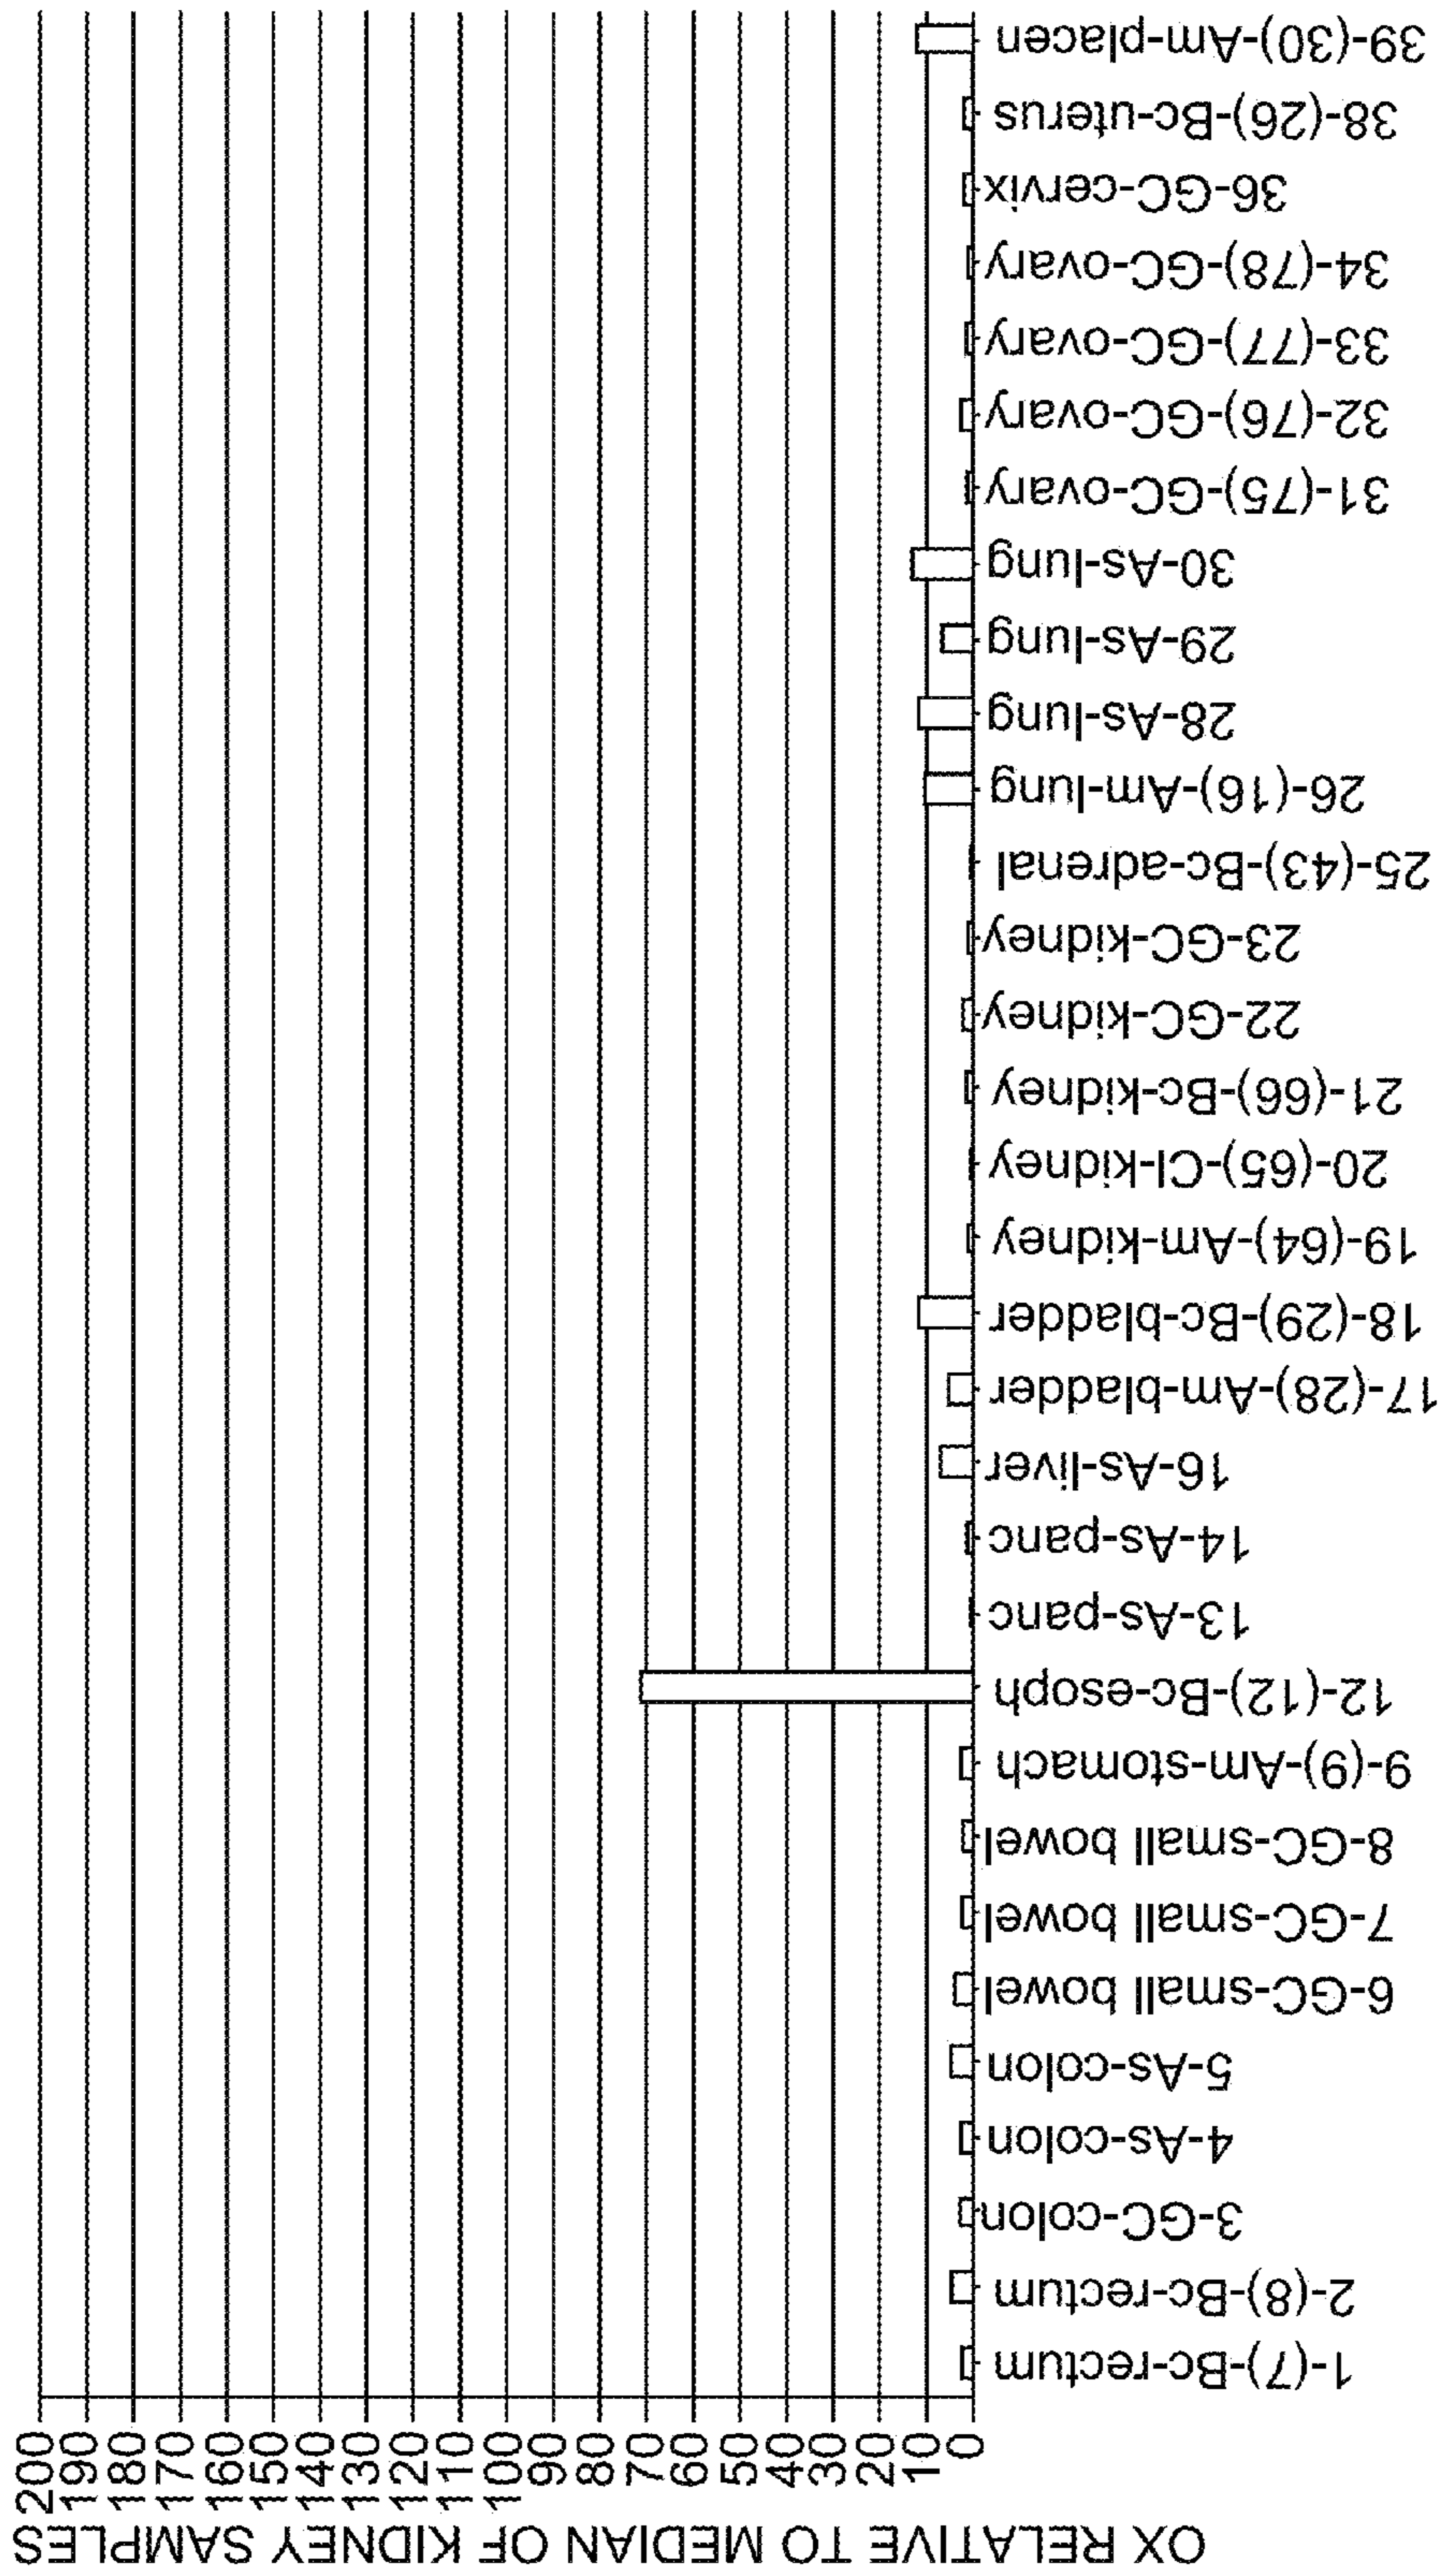 OX RELATIVE TO MEDIAN OF KIDNEY SAMPLES
200
190
180
170
160
150
140
130
120
110
100
90
80
70
60
50
40
30
20
10
0
1-(7)-Bc-rectum
2-(8)-Bc-rectum
3-GC-colon
4-As-colon
5-As-colon
6-GC-small bowel
7-GC-small bowel
8-GC-small bowel
9-(9)-Am-stomach
12-(12)-Bc-esoph
13-As-panc
14-As-panc
16-As-liver
17-(28)-Am-bladder
18-(29)-Bc-bladder
19-(64)-Am-kidney
20-(65)-Cl-kidney
21-(66)-Bc-kidney
22-GC-kidney
23-GC-kidney
25-(43)-Bc-adrenal
26-(16)-Am-lung
28-As-lung
29-As-lung
30-As-lung
31-(75)-GC-ovary
32-(76)-GC-ovary
33-(77)-GC-ovary
34-(78)-GC-ovary
36-GC-cervix
38-(26)-Bc-uterus
39-(30)-Am-placen